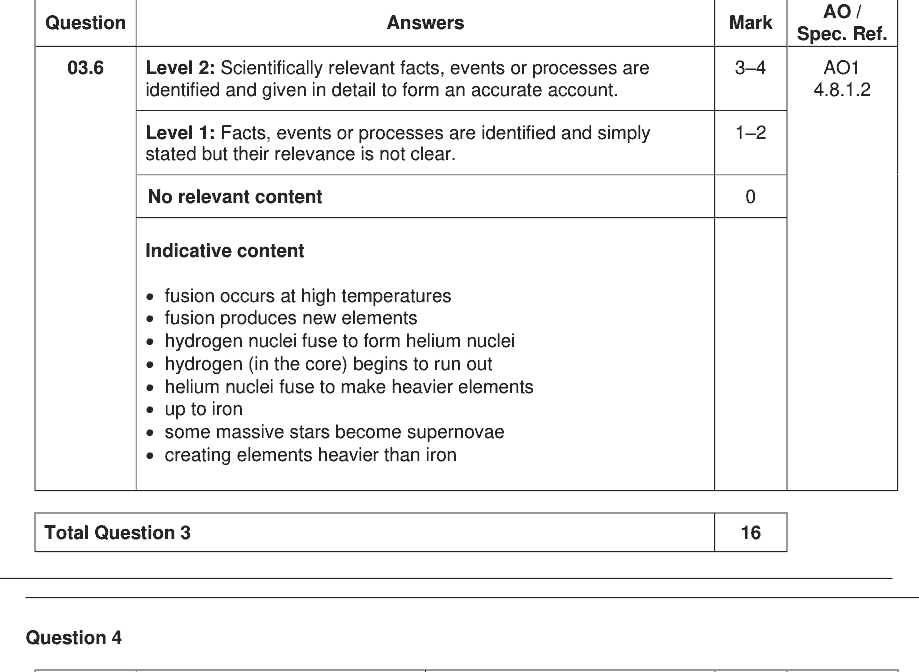 Question Answers Mark AO /
Spec. Ref.
03.6 Level 2: Scientifically relevant facts, events or processes are 3–4 AO1
identified and given in detail to form an accurate account. 4.8.1.2
Level 1: Facts, events or processes are identified and simply 1–2
stated but their relevance is not clear.
No relevant content 0
Indicative content
• fusion occurs at high temperatures
• fusion produces new elements
• hydrogen nuclei fuse to form helium nuclei
• hydrogen (in the core) begins to run out
• helium nuclei fuse to make heavier elements
• up to iron
• some massive stars become supernovae
• creating elements heavier than iron
Total Question 3 16
Question 4